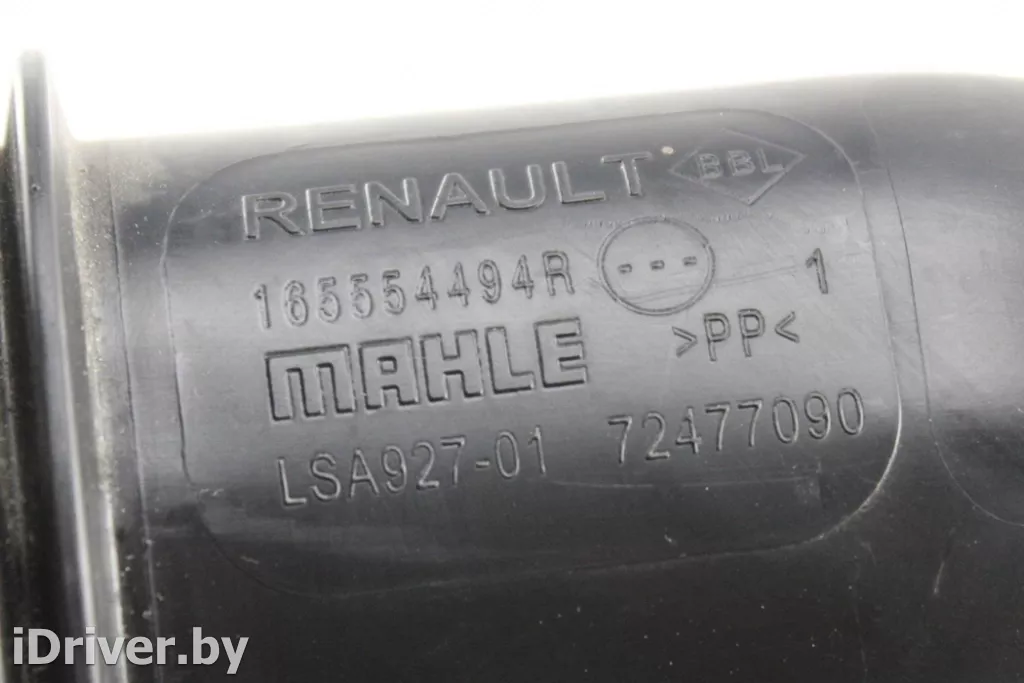 RENAULT BBL
165554494R --- 1
MAHLE >PP<
LSA927-01 72477090
iDriver.by